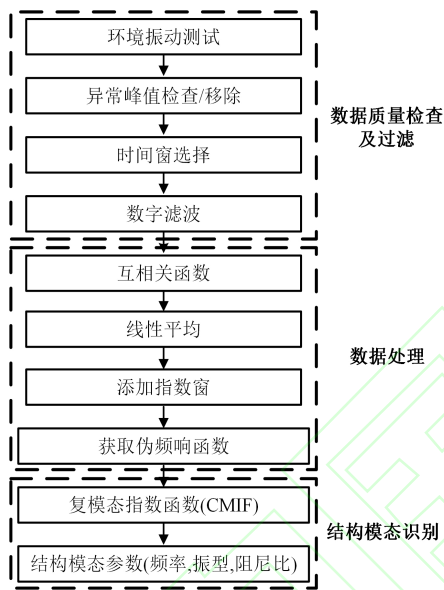 环境振动测试
异常峰值检查/移除
时间窗选择
数字滤波
数据质量检查
及过滤
互相关函数
线性平均
添加指数窗
获取伪频响函数
数据处理
复模态指数函数(CMIF)
结构模态参数(频率,振型,阻尼比)
结构模态识别